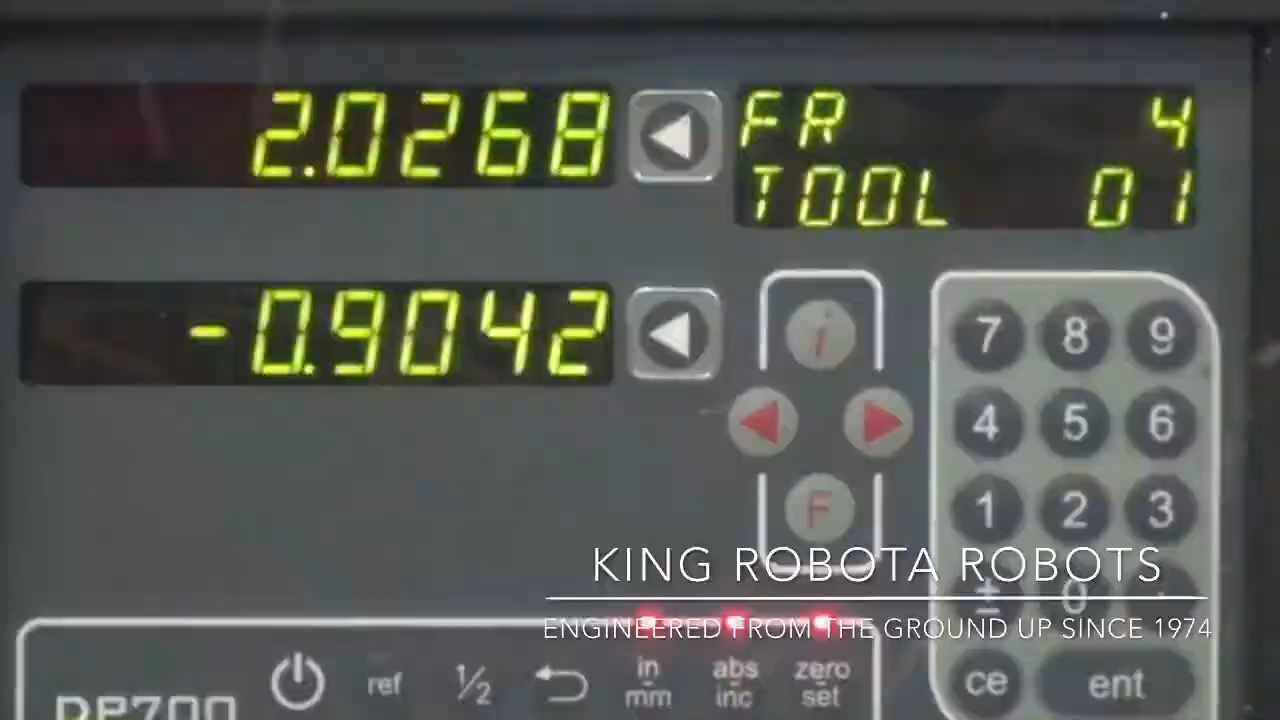 2.0268
FR 4
TOOL 01
-0.9042
i
7 8 9
4 5 6
F
1 2 3
KING ROBOTA ROBOTS
± 0 .
ENGINEERED FROM THE GROUND UP SINCE 1974
ref ½ in mm abs inc zero set
ce ent
DP700